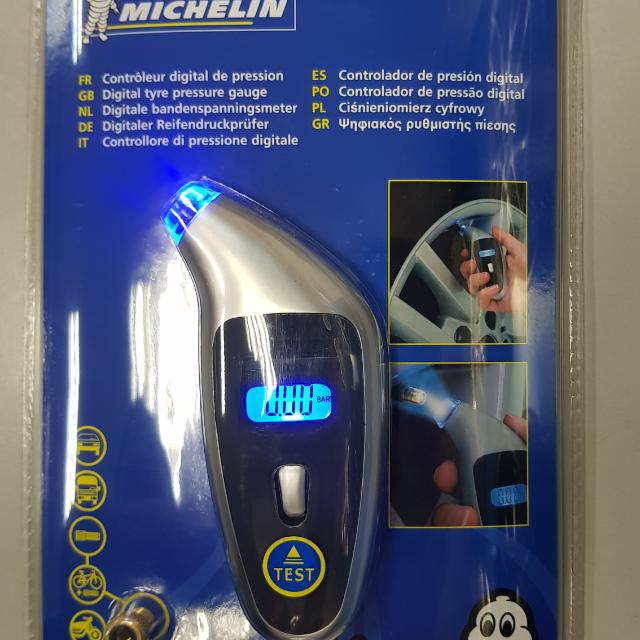 MICHELIN
FR Contrôleur digital de pression
GB Digital tyre pressure gauge
NL Digitale bandenspanningsmeter
DE Digitaler Reifendruckprüfer
IT Controllore di pressione digitale
ES Controlador de presión digital
PO Controlador de pressão digital
PL Ciśnieniomierz cyfrowy
GR Ψηφιακός ρυθμιστής πίεσης
0.00 BAR
TEST